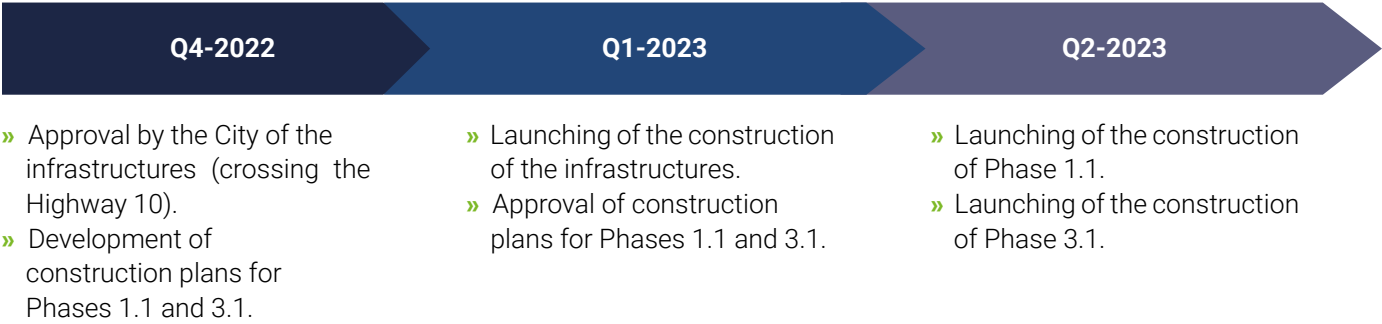 Q4-2022
» Approval by the City of the
infrastructures (crossing the
Highway 10).
» Development of
construction plans for
Phases 1.1 and 3.1.
Q1-2023
» Launching of the construction
of the infrastructures.
» Approval of construction
plans for Phases 1.1 and 3.1.
Q2-2023
» Launching of the construction
of Phase 1.1.
» Launching of the construction
of Phase 3.1.